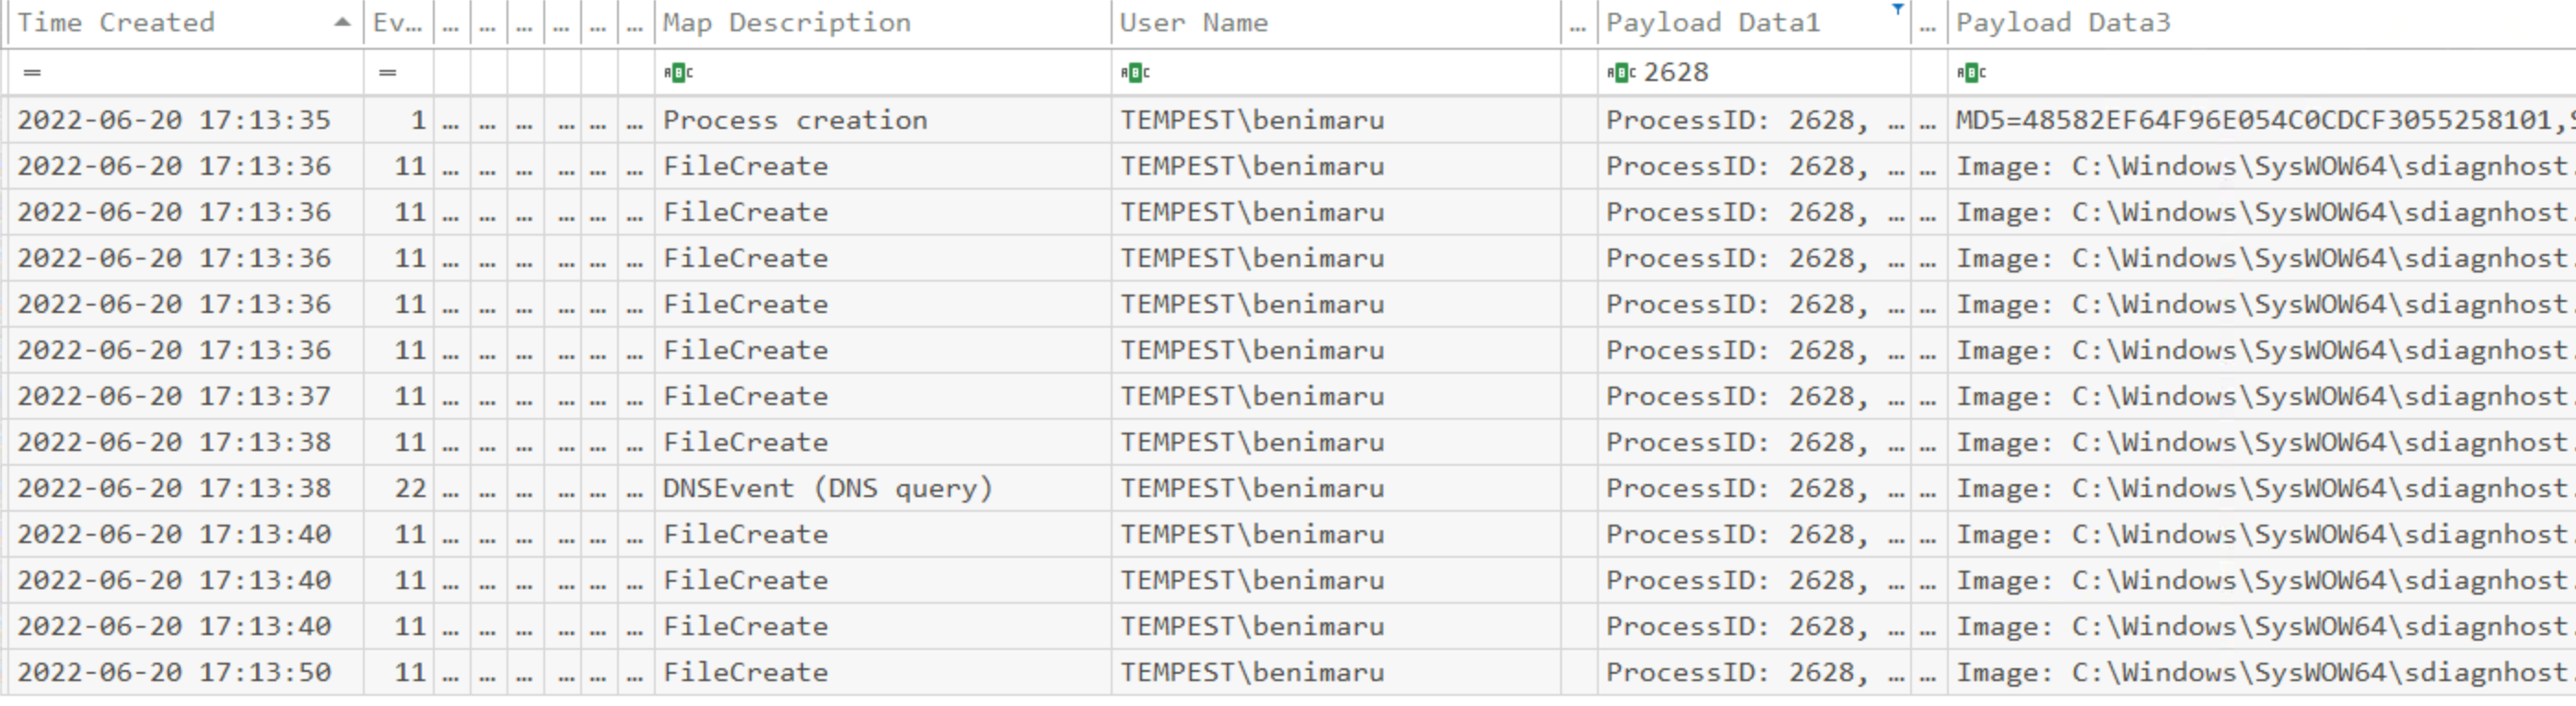 Time Created Ev… … … … … … … Map Description User Name … Payload Data1 … Payload Data3
= = ABC ABC ABC 2628 ABC
2022-06-20 17:13:35 1 … … … … … … Process creation TEMPEST\benimaru ProcessID: 2628, … … MD5=48582EF64F96E054C0CDCF3055258101,
2022-06-20 17:13:36 11 … … … … … … FileCreate TEMPEST\benimaru ProcessID: 2628, … … Image: C:\Windows\SysWOW64\sdiagnhost.
2022-06-20 17:13:36 11 … … … … … … FileCreate TEMPEST\benimaru ProcessID: 2628, … … Image: C:\Windows\SysWOW64\sdiagnhost.
2022-06-20 17:13:36 11 … … … … … … FileCreate TEMPEST\benimaru ProcessID: 2628, … … Image: C:\Windows\SysWOW64\sdiagnhost.
2022-06-20 17:13:36 11 … … … … … … FileCreate TEMPEST\benimaru ProcessID: 2628, … … Image: C:\Windows\SysWOW64\sdiagnhost.
2022-06-20 17:13:36 11 … … … … … … FileCreate TEMPEST\benimaru ProcessID: 2628, … … Image: C:\Windows\SysWOW64\sdiagnhost.
2022-06-20 17:13:37 11 … … … … … … FileCreate TEMPEST\benimaru ProcessID: 2628, … … Image: C:\Windows\SysWOW64\sdiagnhost.
2022-06-20 17:13:38 11 … … … … … … FileCreate TEMPEST\benimaru ProcessID: 2628, … … Image: C:\Windows\SysWOW64\sdiagnhost.
2022-06-20 17:13:38 22 … … … … … … DNSEvent (DNS query) TEMPEST\benimaru ProcessID: 2628, … … Image: C:\Windows\SysWOW64\sdiagnhost.
2022-06-20 17:13:40 11 … … … … … … FileCreate TEMPEST\benimaru ProcessID: 2628, … … Image: C:\Windows\SysWOW64\sdiagnhost.
2022-06-20 17:13:40 11 … … … … … … FileCreate TEMPEST\benimaru ProcessID: 2628, … … Image: C:\Windows\SysWOW64\sdiagnhost.
2022-06-20 17:13:40 11 … … … … … … FileCreate TEMPEST\benimaru ProcessID: 2628, … … Image: C:\Windows\SysWOW64\sdiagnhost.
2022-06-20 17:13:50 11 … … … … … … FileCreate TEMPEST\benimaru ProcessID: 2628, … … Image: C:\Windows\SysWOW64\sdiagnhost.